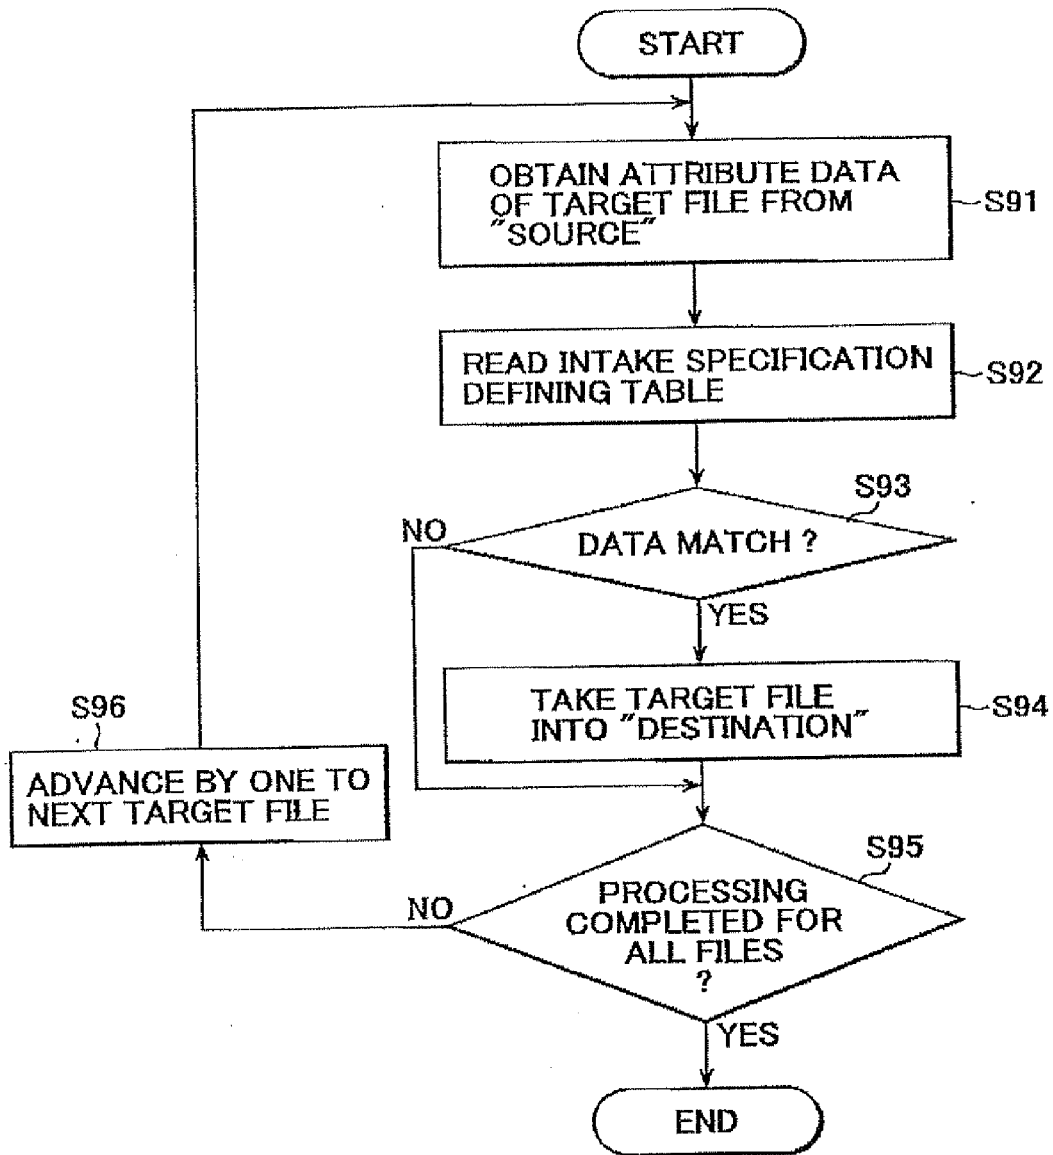 START
OBTAIN ATTRIBUTE DATA
OF TARGET FILE FROM
"SOURCE"
S91
READ INTAKE SPECIFICATION
DEFINING TABLE
S92
S93
NO
DATA MATCH ?
YES
TAKE TARGET FILE
INTO "DESTINATION"
S94
S96
ADVANCE BY ONE TO
NEXT TARGET FILE
S95
NO
PROCESSING
COMPLETED FOR
ALL FILES
?
YES
END